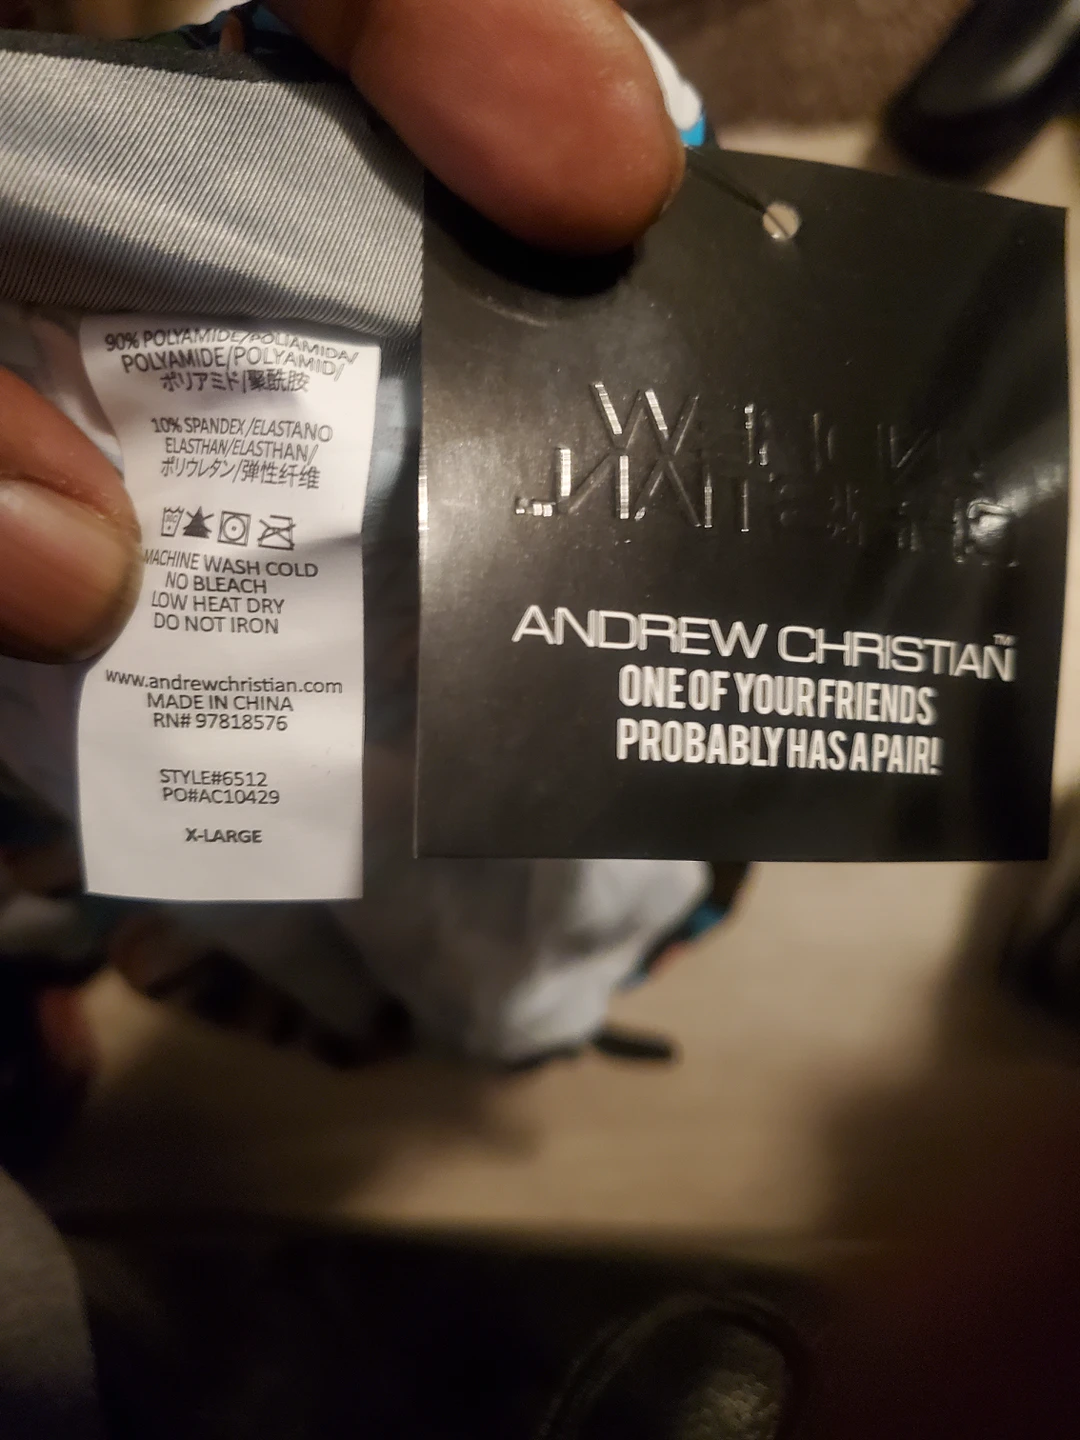 90% POLYAMIDE/POLIAMIDA/
POLYAMIDE/POLYAMID/
ポリアミド/聚酰胺
10% SPANDEX/ELASTANO
ELASTHAN/ELASTHAN/
ポリウレタン/弹性纤维
MACHINE WASH COLD
NO BLEACH
LOW HEAT DRY
DO NOT IRON
www.andrewchristian.com
MADE IN CHINA
RN# 97818576
STYLE#6512
PO#AC10429
X-LARGE
ANDREW CHRISTIAN™
ONE OF YOUR FRIENDS
PROBABLY HAS A PAIR!